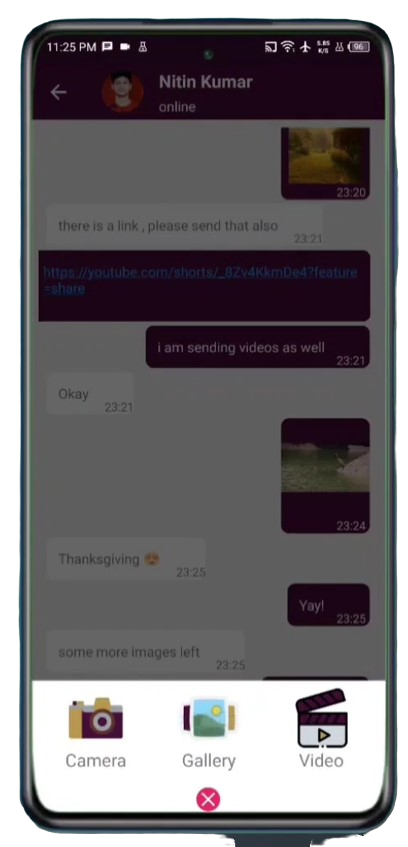 11:25 PM
5.85
K/S
96
Nitin Kumar
online
23:20
there is a link , please send that also
23:21
https://youtube.com/shorts/_8Zv4KkmDe4?feature
=share
i am sending videos as well
23:21
Okay
23:21
23:24
Thanksgiving 😍
23:25
Yay!
23:25
some more images left
23:25
Camera
Gallery
Video